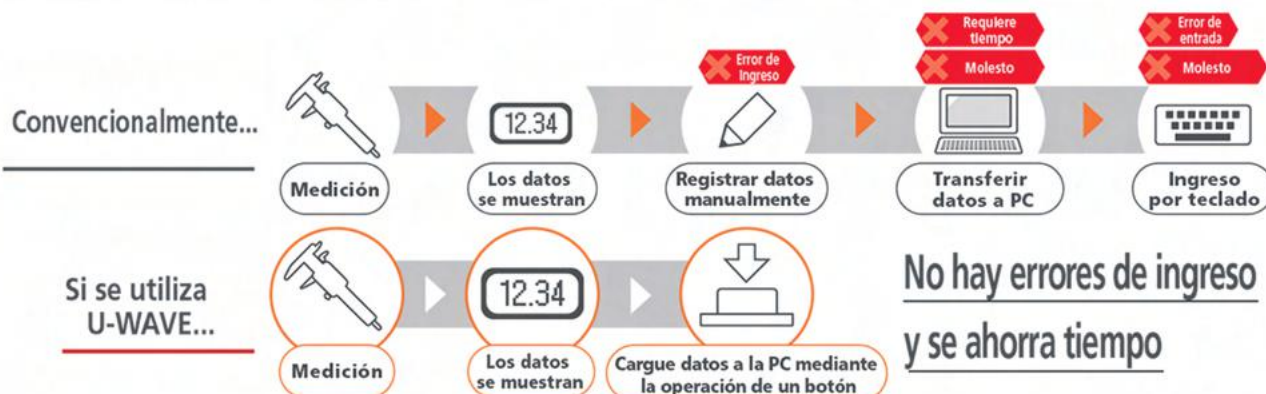 Error de
Ingreso
Requiere
tiempo
Molesto
Error de
entrada
Molesto
Convencionalmente...
12.34
Medición
Los datos
se muestran
Registrar datos
manualmente
Transferir
datos a PC
Ingreso
por teclado
Si se utiliza
U-WAVE...
12.34
Medición
Los datos
se muestran
Cargue datos a la PC mediante
la operación de un botón
No hay errores de ingreso
y se ahorra tiempo